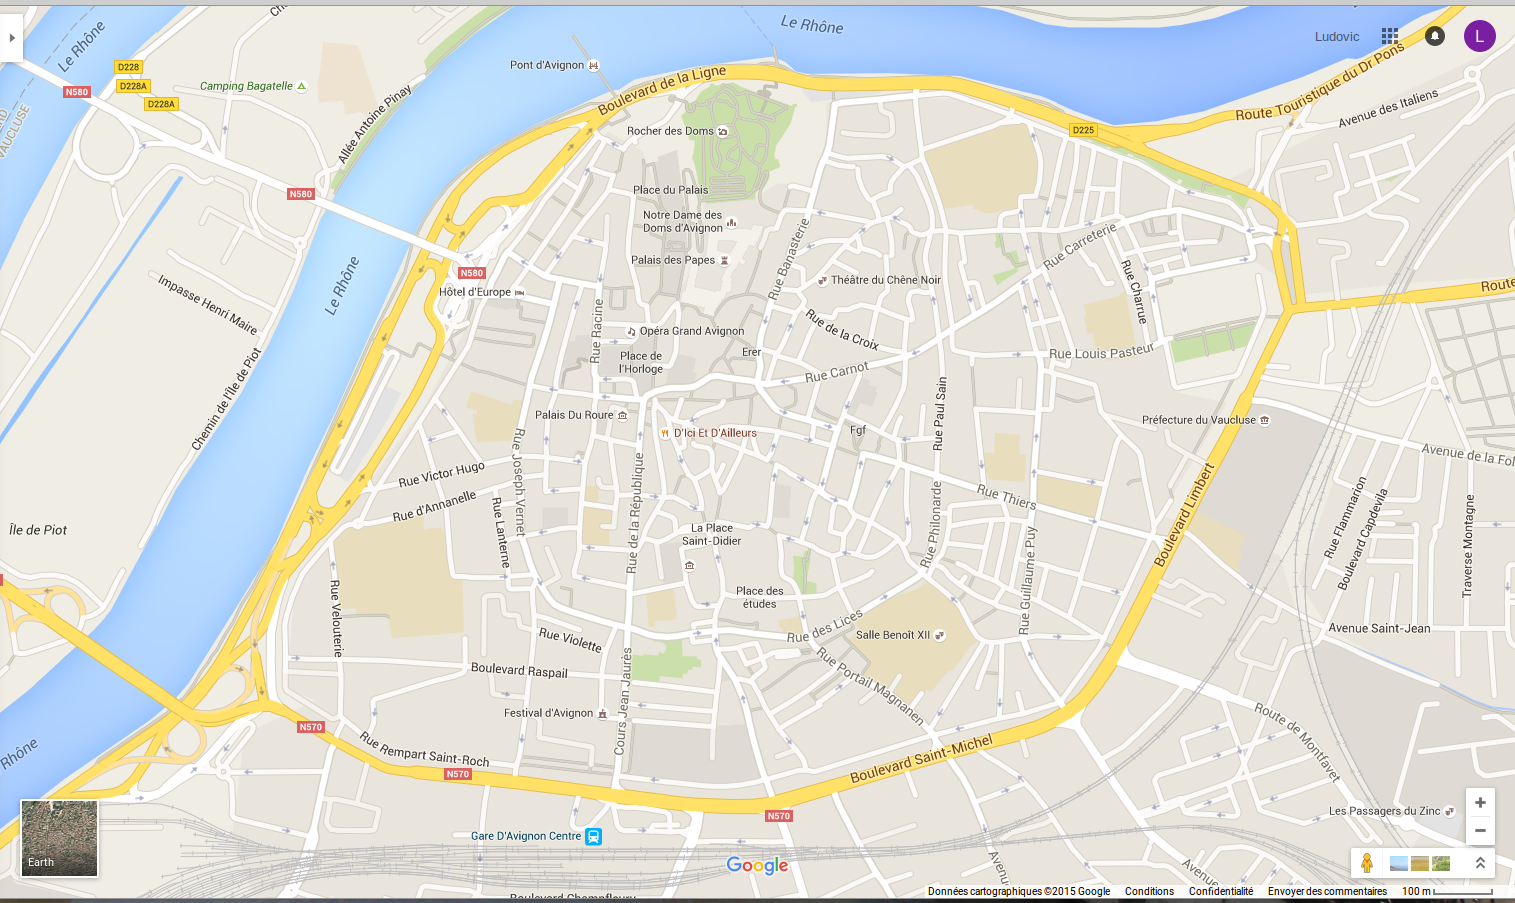 Le Rhône
Le Rhône
Ludovic
L
D228
D228A
D228A
N580
Camping Bagatelle
Pont d'Avignon
Boulevard de la Ligne
Route Touristique du Dr Pons
Avenue des Italiens
VAUCLUSE
Allée Antoine Pinay
Rocher des Doms
D225
N580
Place du Palais
Notre Dame des
Doms d'Avignon
Palais des Papes
Rue Banasterie
Rue Carreterie
Rue Charrue
N580
Le Rhône
Hôtel d'Europe
Théâtre du Chêne Noir
Route
Impasse Henri Maire
Rue Racine
Opéra Grand Avignon
Rue de la Croix
Place de
l'Horloge
Erer
Rue Louis Pasteur
Rue Carnot
Chemin de l'Île de Piot
Palais Du Roure
D'Ici Et D'Ailleurs
Fgf
Rue Paul Sain
Préfecture du Vaucluse
Avenue de la Fol
Rue Victor Hugo
Rue Joseph Vernet
Rue de la République
Rue d'Annanelle
Rue Lanterne
Rue Thiers
Rue Philonarde
Boulevard Limbert
Rue Flammarion
Boulevard Capdevila
Traverse Montagne
Île de Piot
La Place
Saint-Didier
Rue Guillaume Puy
Rue Velouterie
Place des
études
Rue des Lices
Salle Benoît XII
Avenue Saint-Jean
Rue Violette
Boulevard Raspail
Rue Portail Magnanen
Cours Jean Jaurès
Festival d'Avignon
N570
Route de Montfavet
Rhône
Rue Rempart Saint-Roch
N570
Boulevard Saint-Michel
N570
Les Passagers du Zinc
Gare D'Avignon Centre
Earth
Google
Avenue
Avenue
Boulevard Champfleury
Données cartographiques ©2015 Google
Conditions
Confidentialité
Envoyer des commentaires
100 m